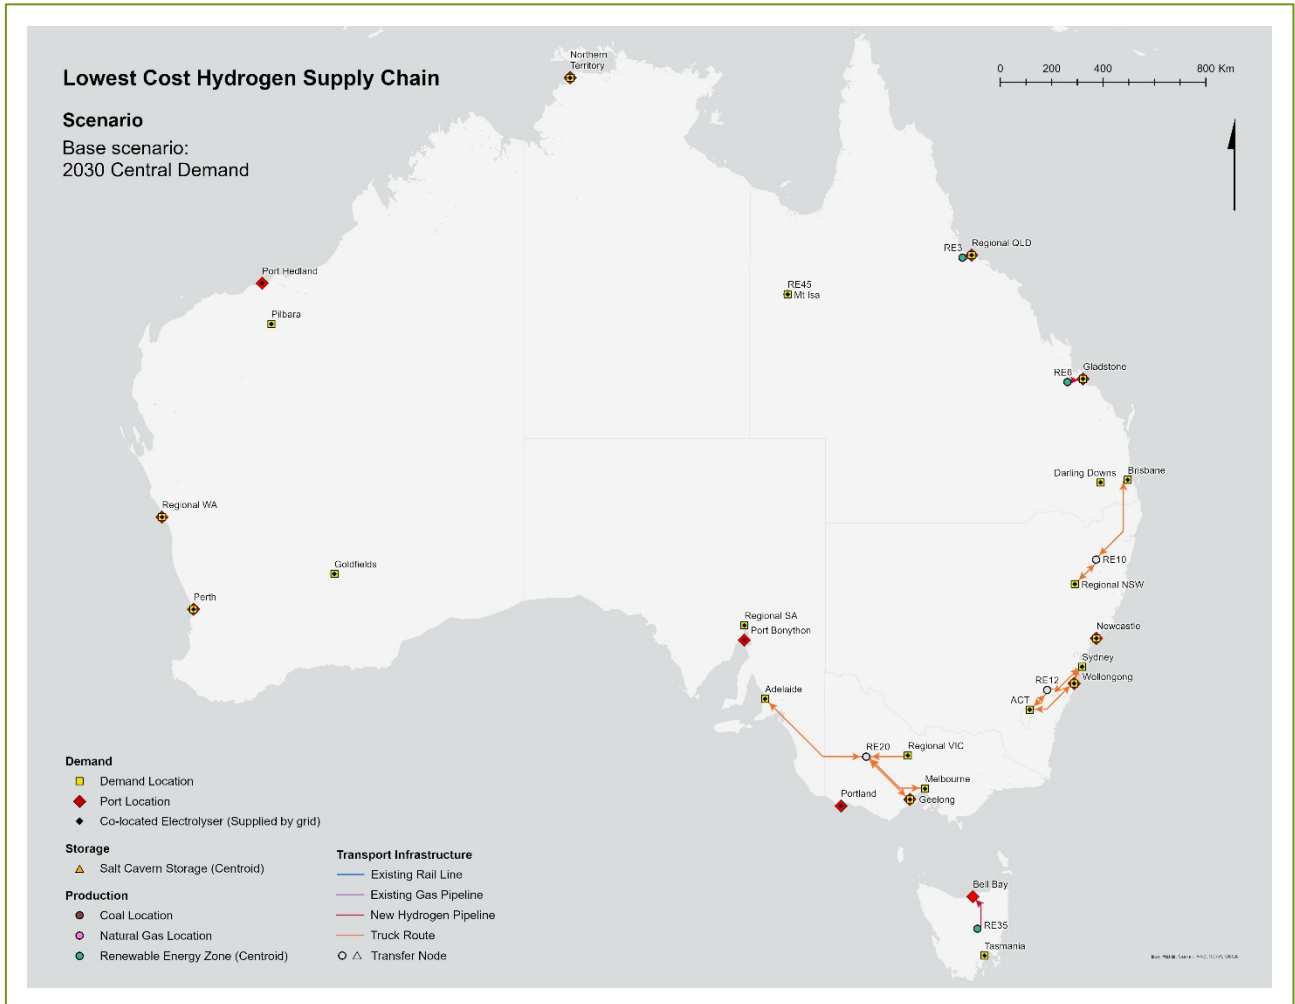 Lowest Cost Hydrogen Supply Chain
Scenario
Base scenario:
2030 Central Demand
0 200 400 800 Km
Northern
Territory
RE3
Regional QLD
Port Hedland
RE45
Mt Isa
Pilbara
RE6
Gladstone
Darling Downs
Brisbane
Regional WA
RE10
Goldfields
Regional NSW
Perth
Regional SA
Port Bonython
Newcastle
Sydney
RE12
Wollongong
Adelaide
ACT
RE20
Regional VIC
Melbourne
Portland
Geelong
Bell Bay
RE35
Tasmania
Demand
Demand Location
Port Location
Co-located Electrolyser (Supplied by grid)
Storage
Salt Cavern Storage (Centroid)
Production
Coal Location
Natural Gas Location
Renewable Energy Zone (Centroid)
Transport Infrastructure
Existing Rail Line
Existing Gas Pipeline
New Hydrogen Pipeline
Truck Route
Transfer Node